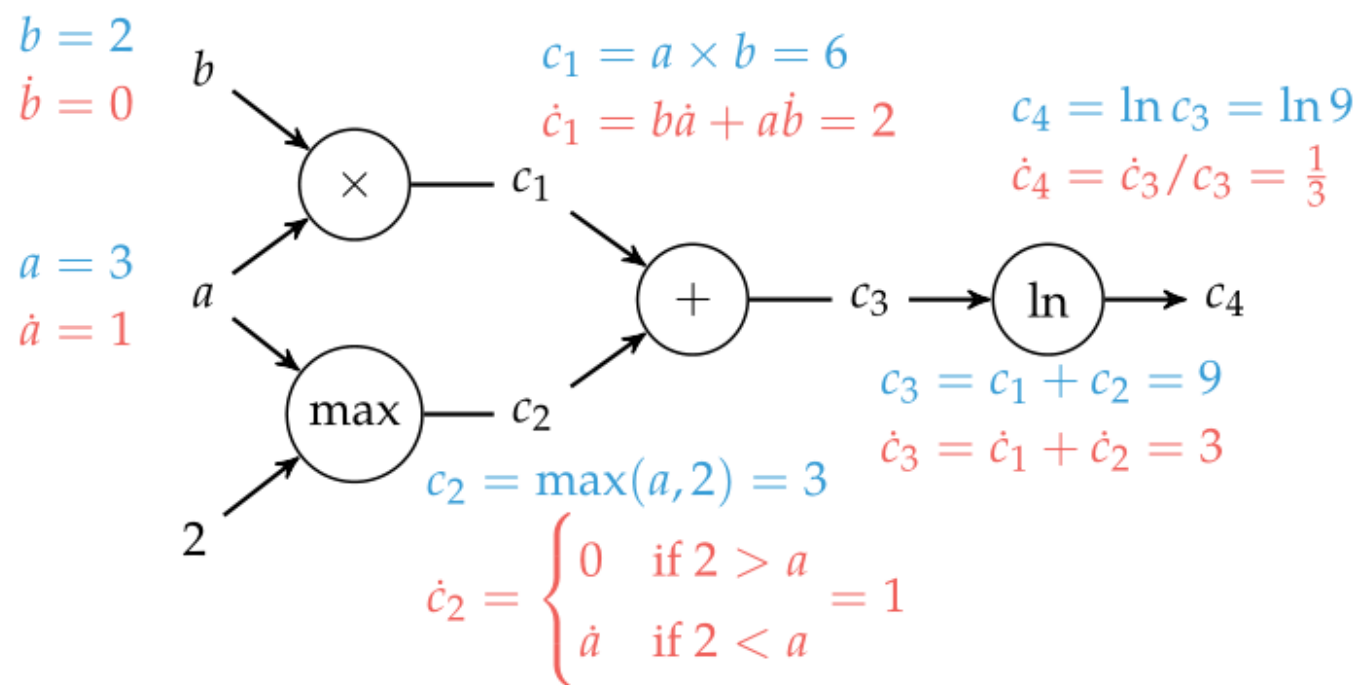 b = 2
ḃ = 0
b
c₁ = a × b = 6
ċ₁ = bȧ + aḃ = 2
c₄ = ln c₃ = ln 9
ċ₄ = ċ₃/c₃ = 1/3
×
c₁
a = 3
ȧ = 1
a
+
c₃
ln
c₄
max
c₂
c₃ = c₁ + c₂ = 9
ċ₃ = ċ₁ + ċ₂ = 3
2
c₂ = max(a, 2) = 3
ċ₂ = { 0 if 2 > a
ȧ if 2 < a = 1